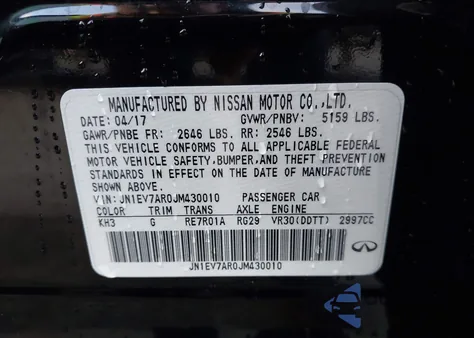 MANUFACTURED BY NISSAN MOTOR CO.,LTD.
DATE: 04/17 GVWR/PNBV: 5159 LBS.
GAWR/PNBE FR: 2646 LBS. RR: 2546 LBS.
THIS VEHICLE CONFORMS TO ALL APPLICABLE FEDERAL
MOTOR VEHICLE SAFETY,BUMPER,AND THEFT PREVENTION
STANDARDS IN EFFECT ON THE DATE OF MANUFACTURE
SHOWN ABOVE.
VIN: JN1EV7AR0JM430010 PASSENGER CAR
COLOR TRIM TRANS AXLE ENGINE
KH3 G RE7R01A RG29 VR30(DDTT) 2997CC
JN1EV7AR0JM430010